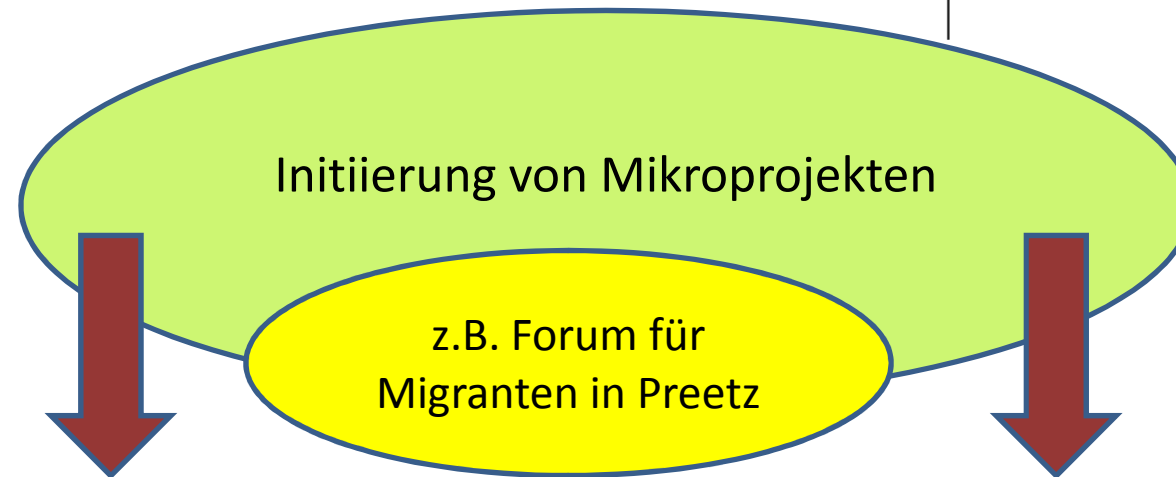 Initiierung von Mikroprojekten
z.B. Forum für
Migranten in Preetz